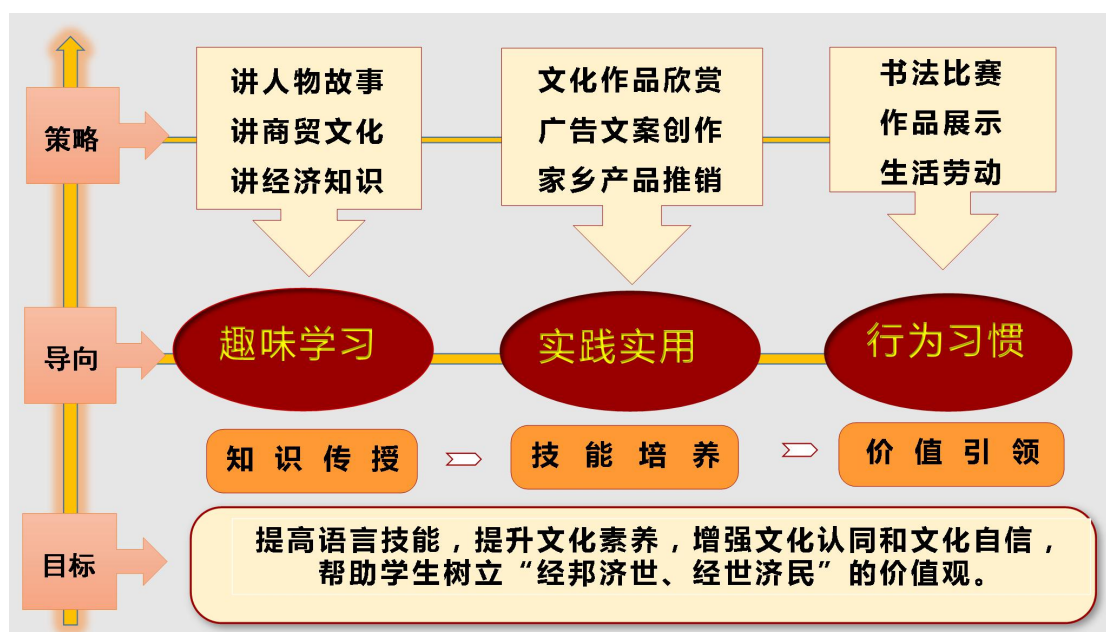 策略
讲人物故事
讲商贸文化
讲经济知识
文化作品欣赏
广告文案创作
家乡产品推销
书法比赛
作品展示
生活劳动
导向
趣味学习
实践实用
行为习惯
知识传授
技能培养
价值引领
目标
提高语言技能，提升文化素养，增强文化认同和文化自信，
帮助学生树立“经邦济世、经世济民”的价值观。